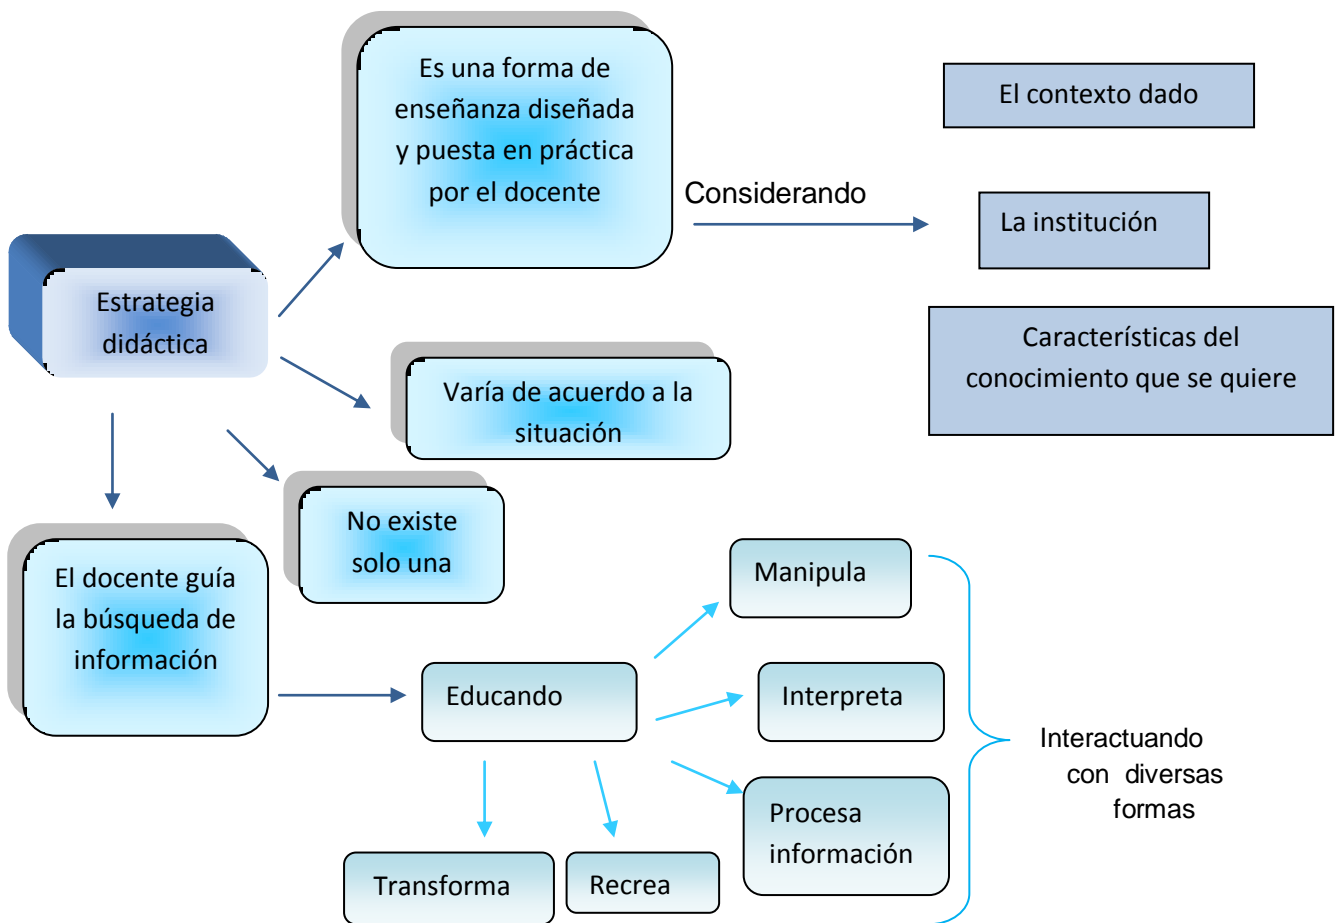 Es una forma de
enseñanza diseñada
y puesta en práctica
por el docente
Considerando
El contexto dado
La institución
Características del
conocimiento que se quiere
Estrategia
didáctica
Varía de acuerdo a la
situación
No existe
solo una
El docente guía
la búsqueda de
información
Educando
Manipula
Interpreta
Procesa
información
Recrea
Transforma
Interactuando
con diversas
formas